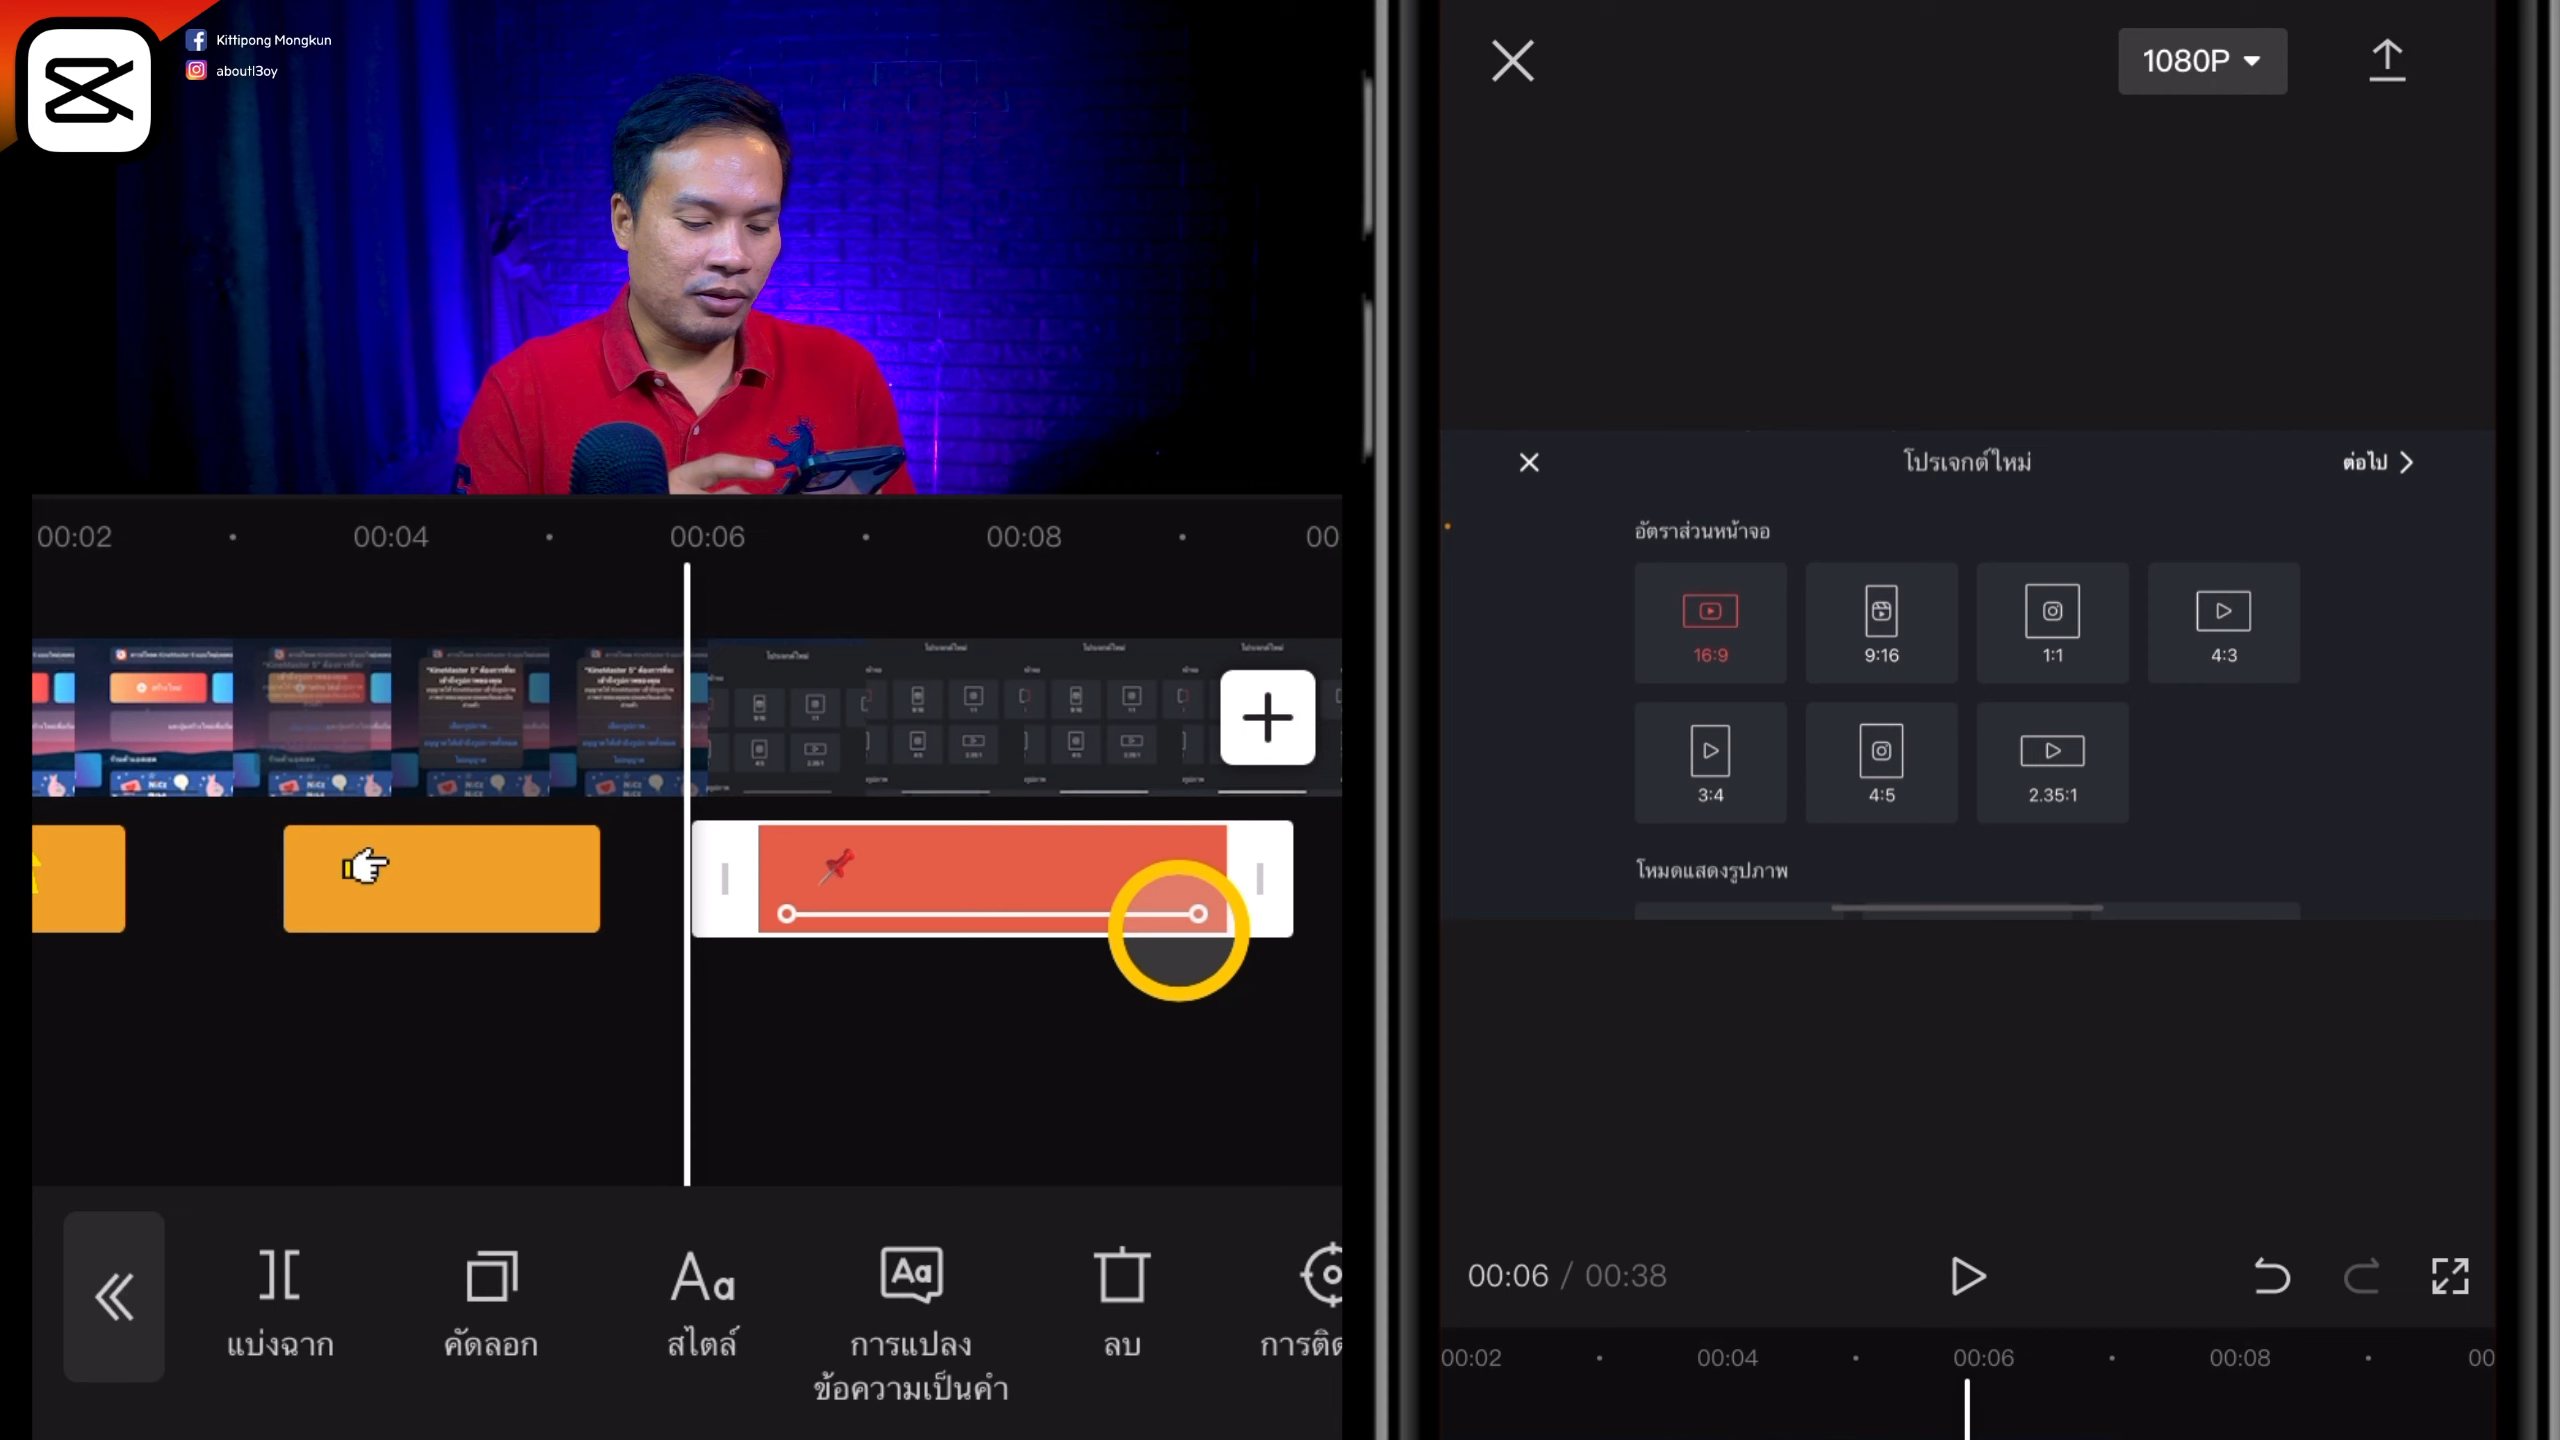 Kittipong Mongkun
aboutl3oy
00:02
00:04
00:06
00:08
00
แบ่งฉาก
คัดลอก
สไตล์
การแปลง
ข้อความเป็นคำ
ลบ
การติด
1080P
โปรเจกต์ใหม่
ต่อไป
อัตราส่วนหน้าจอ
16:9
9:16
1:1
4:3
3:4
4:5
2.35:1
โหมดแสดงรูปภาพ
00:06 / 00:38
00:02
00:04
00:06
00:08
00